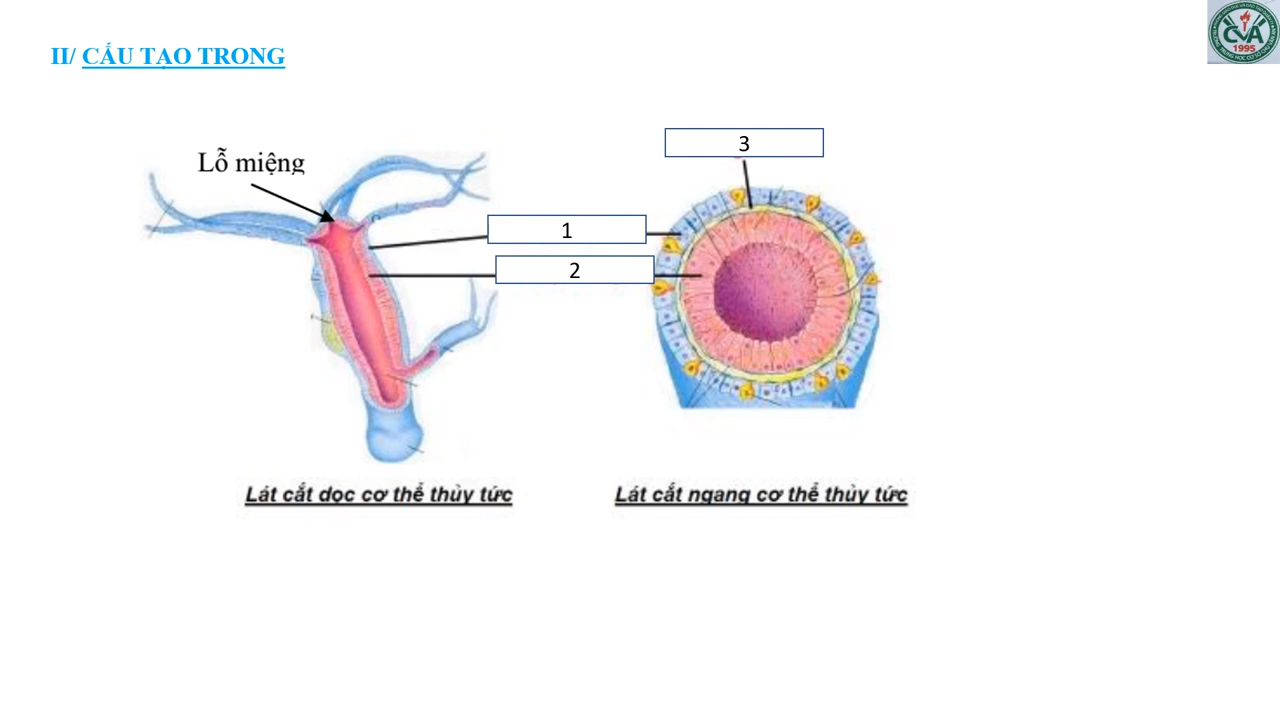 II/ CẤU TẠO TRONG
CVA
1995
Lỗ miệng
3
1
2
Lát cắt dọc cơ thể thủy tức
Lát cắt ngang cơ thể thủy tức